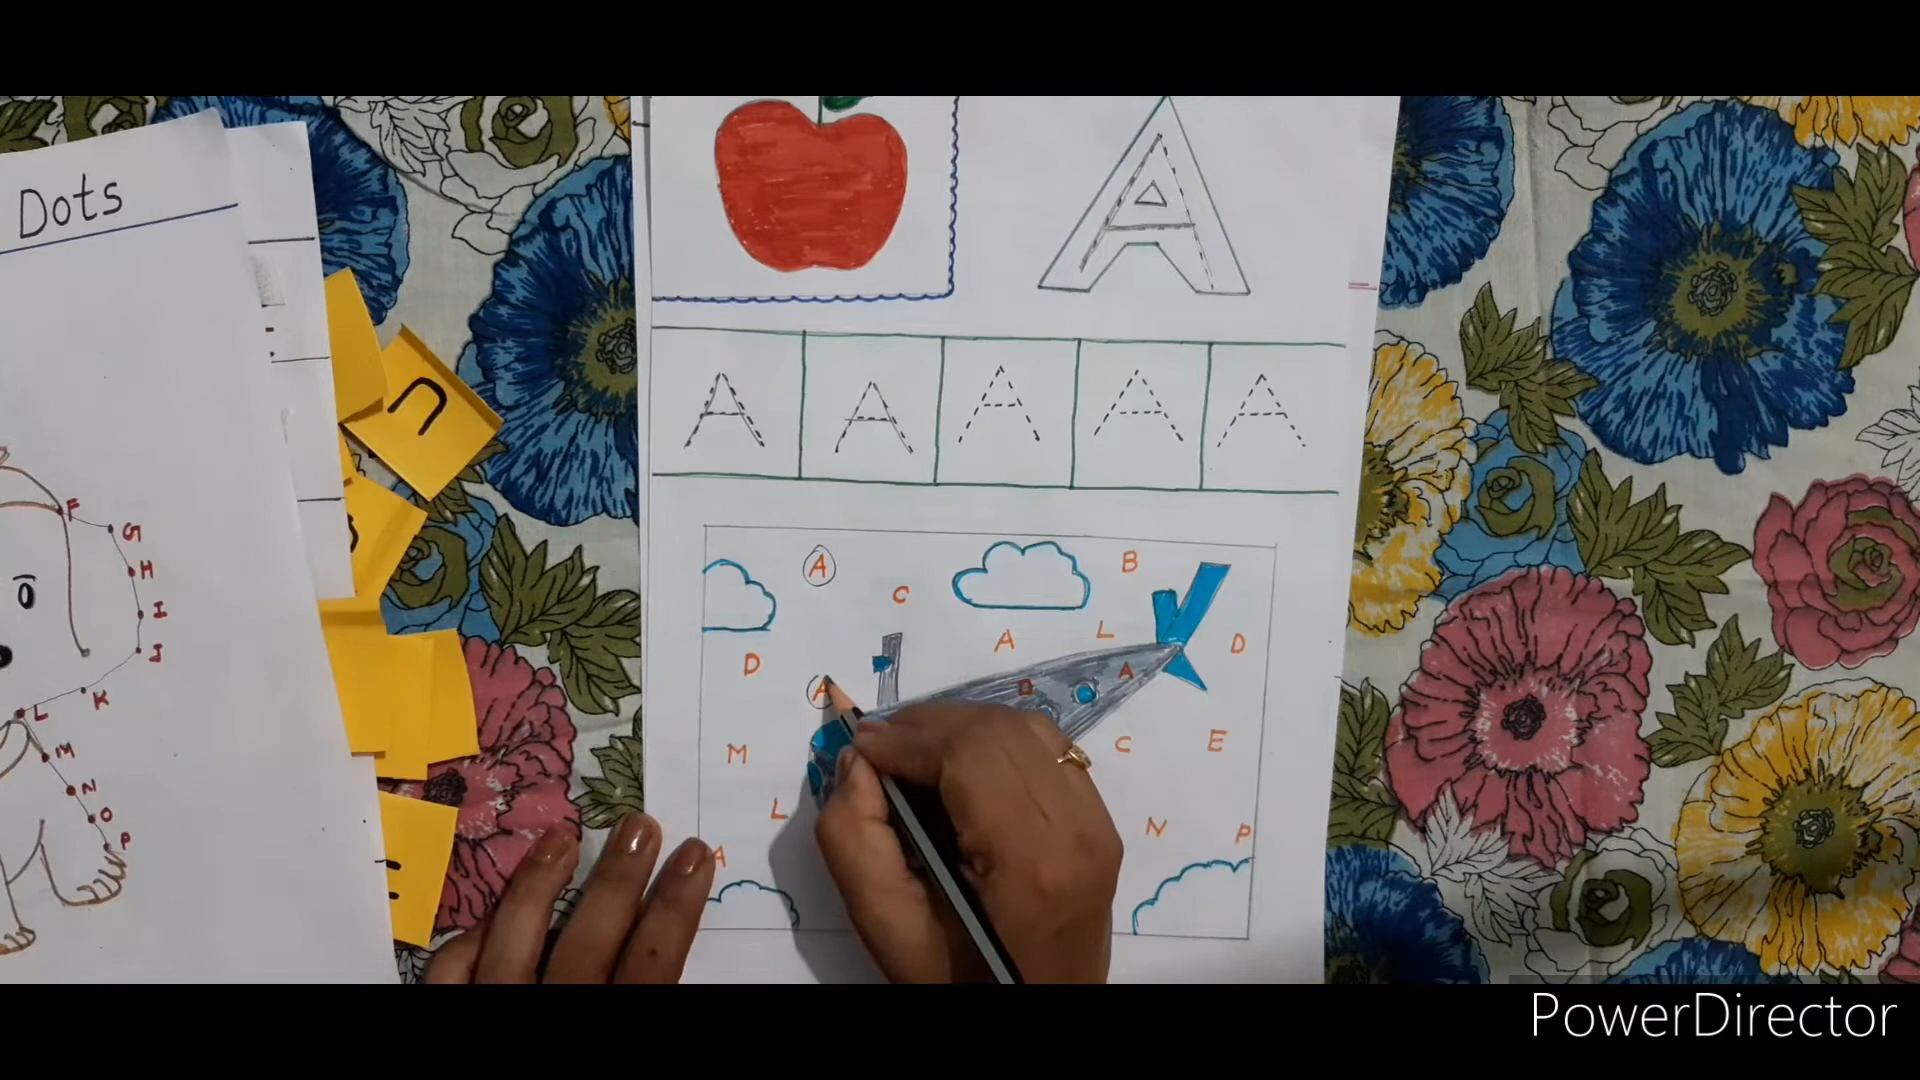 Dots
F
G
H
I
J
K
L
M
N
O
P
A
A A A A A
A B
C
A L D
D A
A D
M C E
L N P
A
PowerDirector